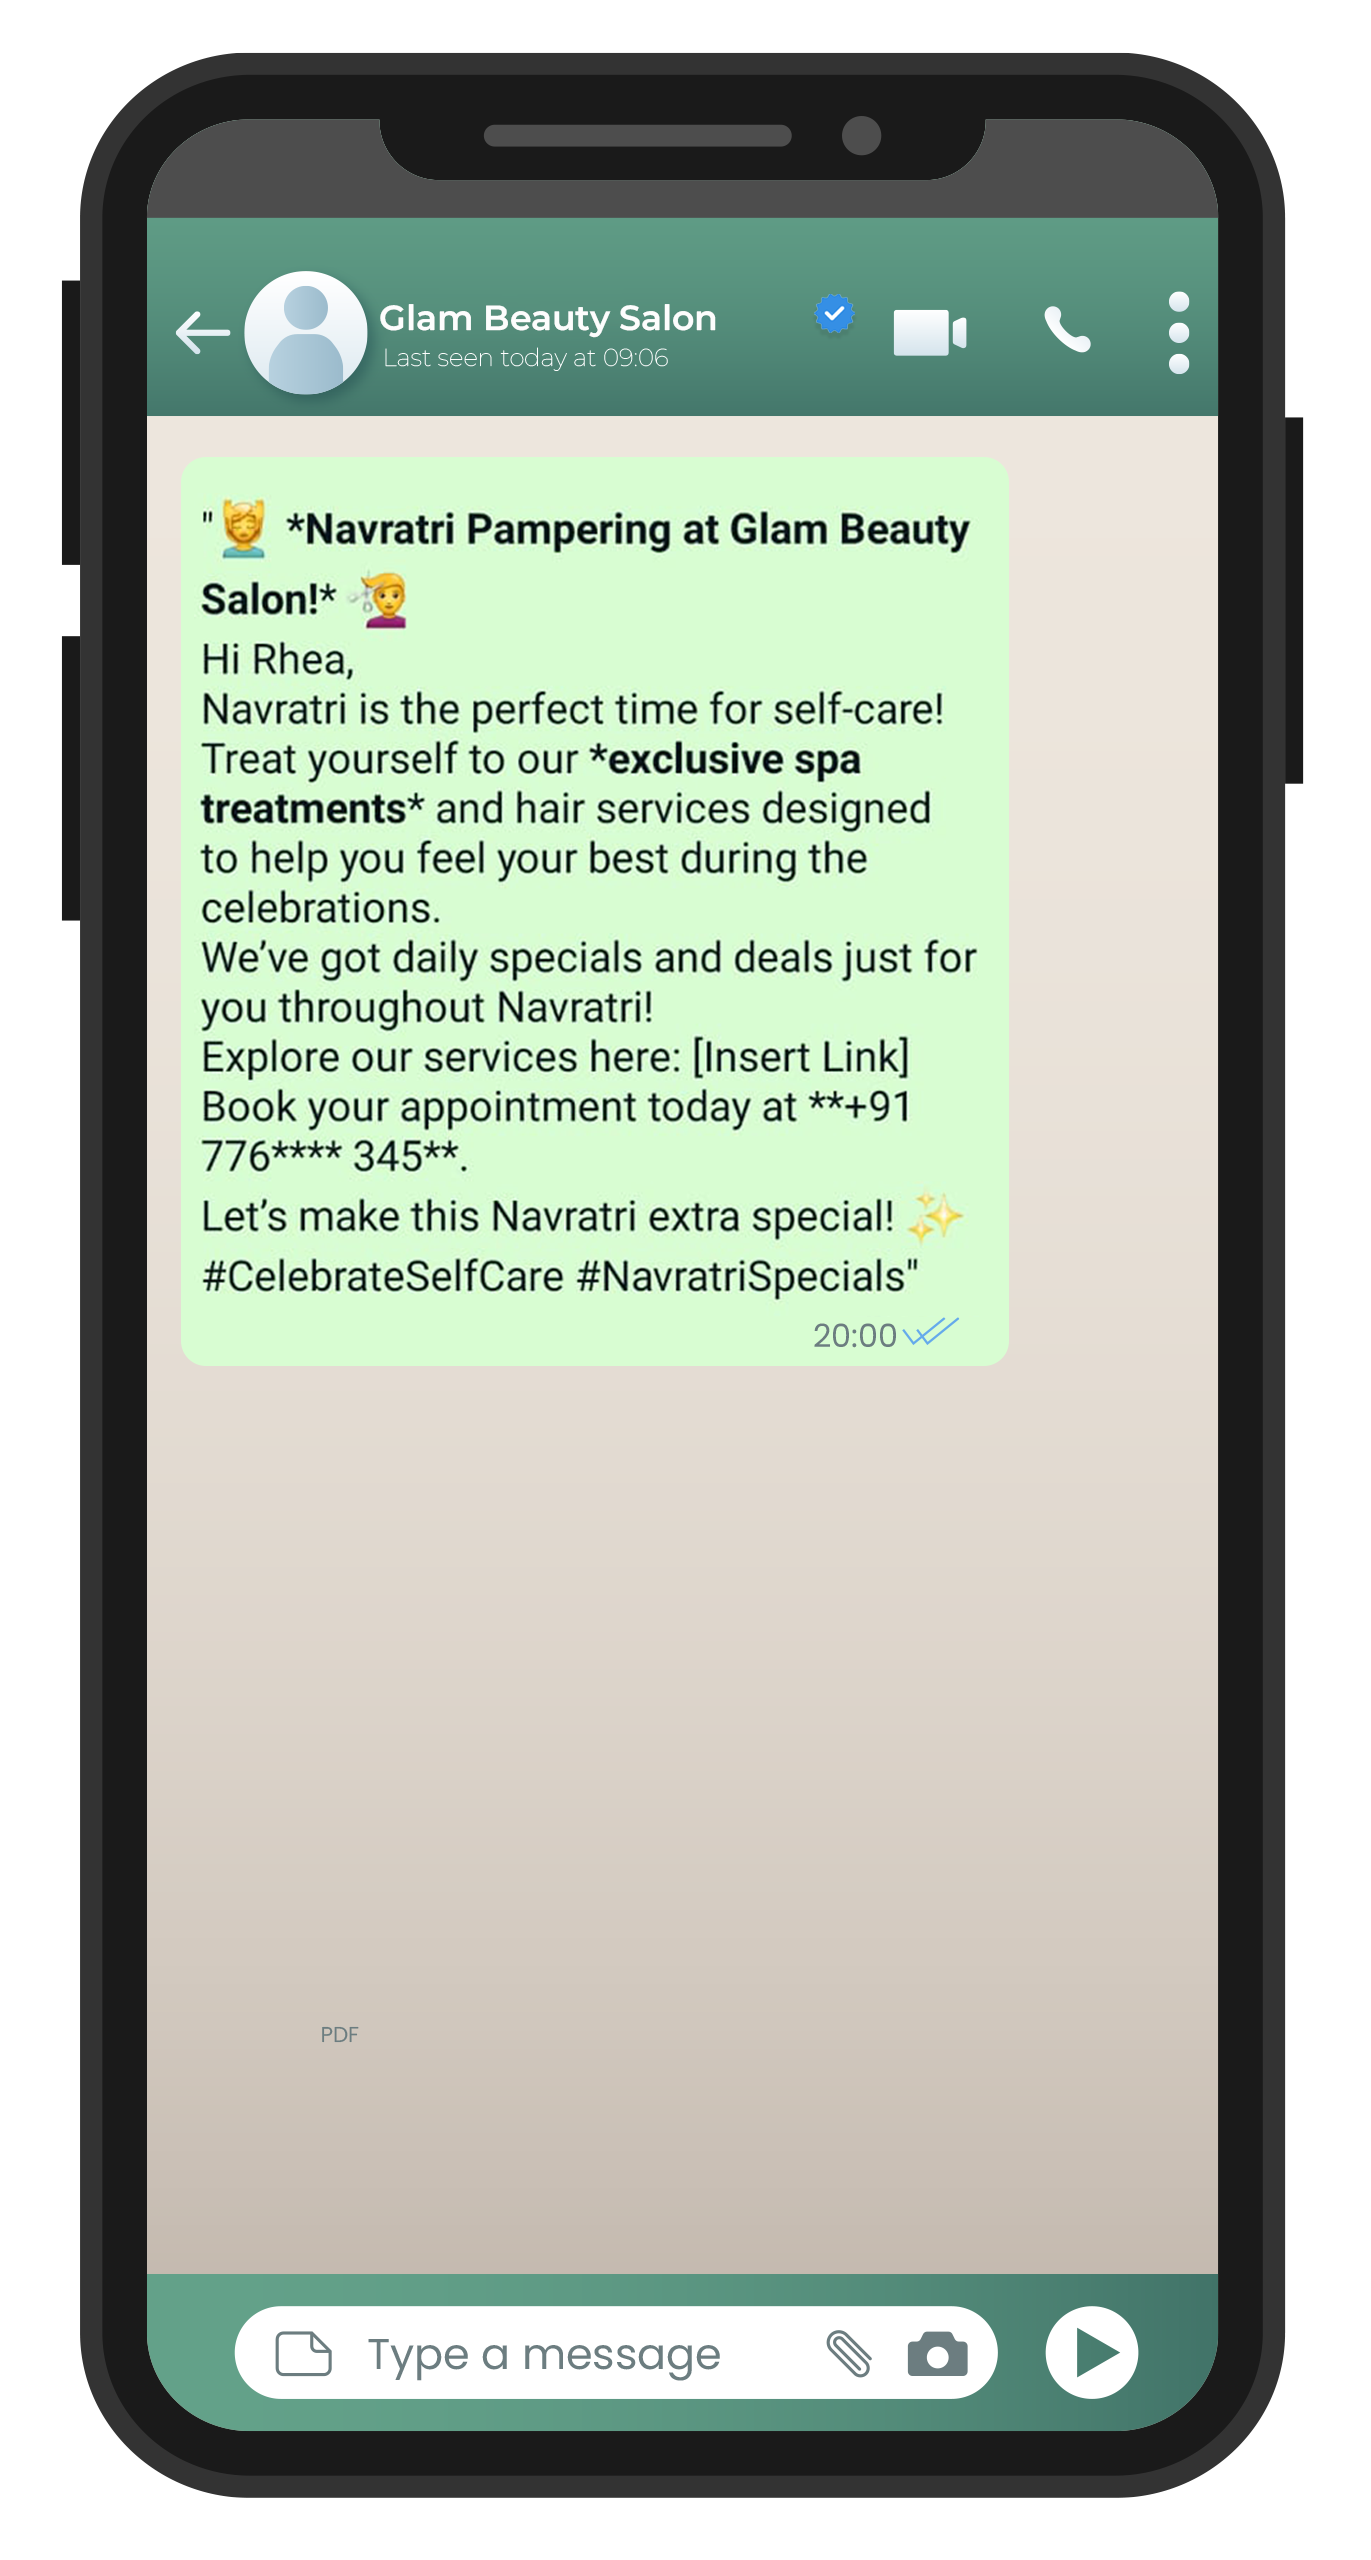 Glam Beauty Salon
Last seen today at 09:06
"💆 *Navratri Pampering at Glam Beauty
Salon!* 💇
Hi Rhea,
Navratri is the perfect time for self-care!
Treat yourself to our *exclusive spa
treatments* and hair services designed
to help you feel your best during the
celebrations.
We’ve got daily specials and deals just for
you throughout Navratri!
Explore our services here: [Insert Link]
Book your appointment today at **+91
776**** 345**.
Let’s make this Navratri extra special! ✨
#CelebrateSelfCare #NavratriSpecials"
20:00
PDF
Type a message